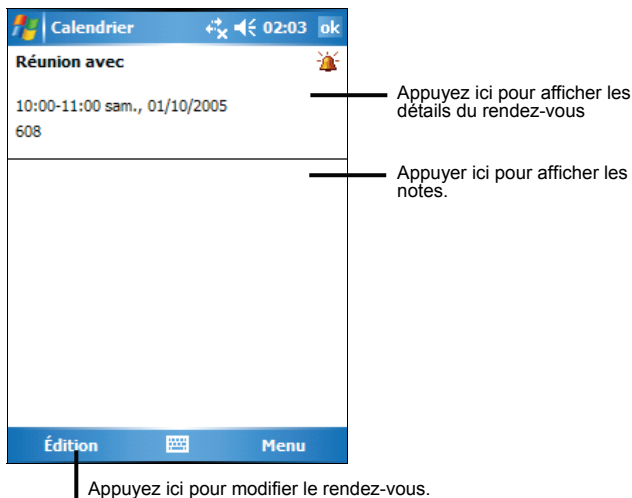 Calendrier 02:03 ok
Réunion avec
10:00-11:00 sam., 01/10/2005
608
Appuyez ici pour afficher les
détails du rendez-vous
Appuyer ici pour afficher les
notes.
Édition Menu
Appuyez ici pour modifier le rendez-vous.